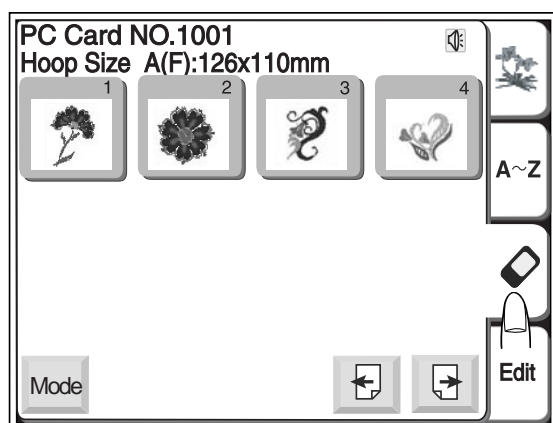 PC Card NO.1001
Hoop Size A(F):126x110mm
1 2 3 4
A~Z
Mode
Edit